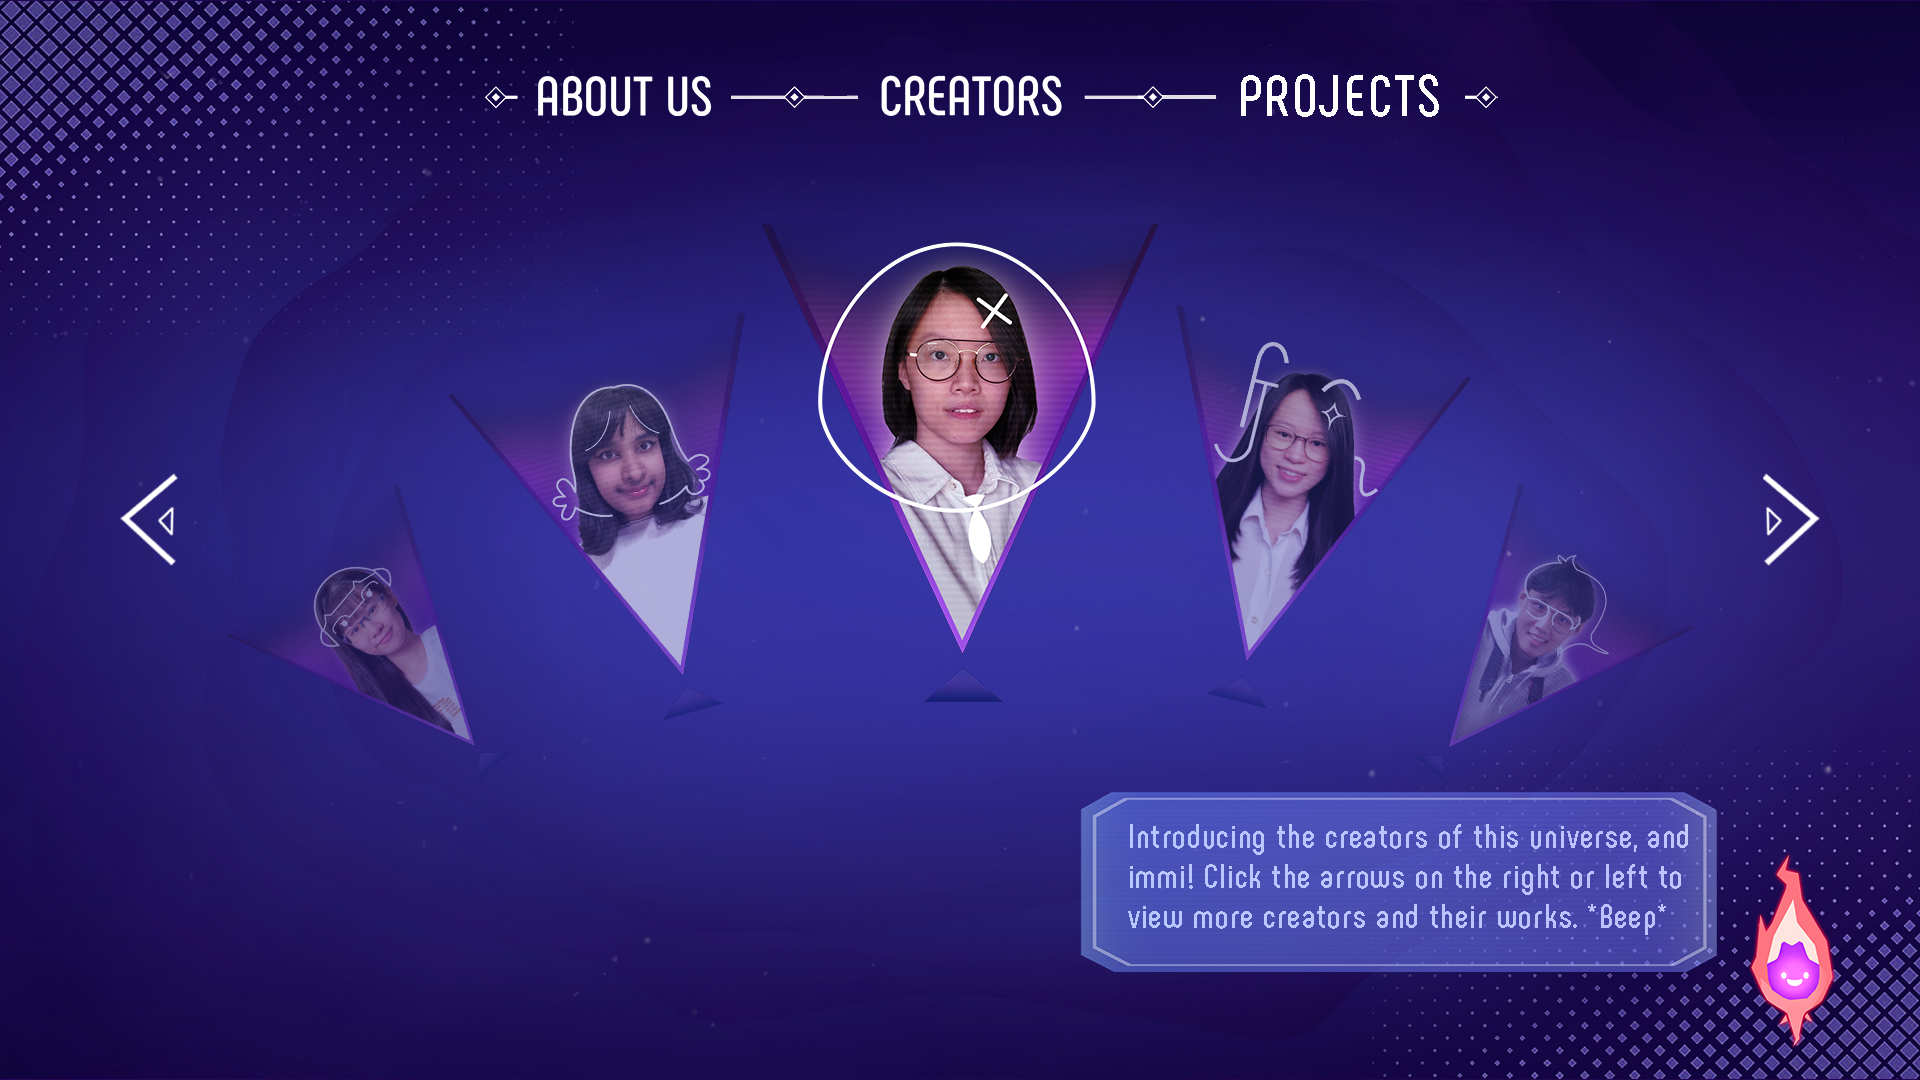 ABOUT US CREATORS PROJECTS
Introducing the creators of this universe, and
immi! Click the arrows on the right or left to
view more creators and their works. *Beep*